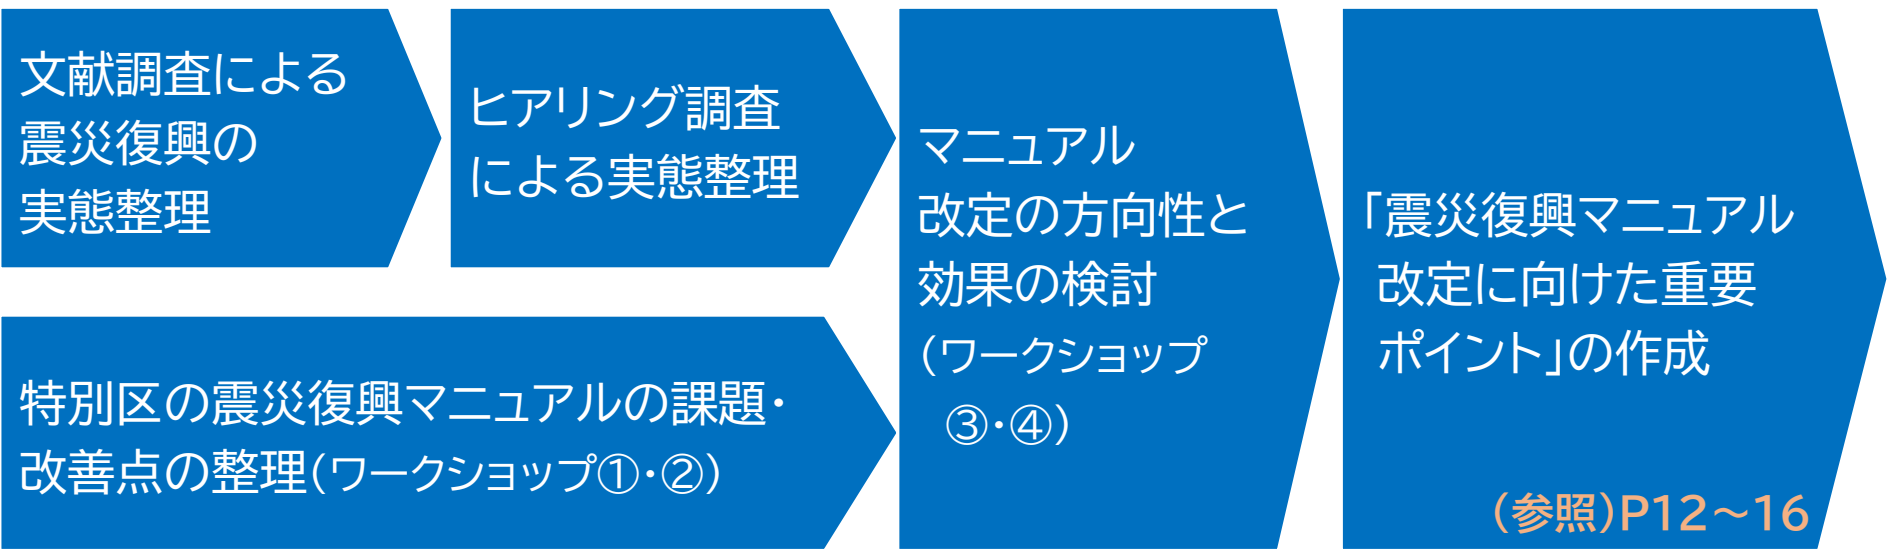 文献調査による
震災復興の
実態整理
ヒアリング調査
による実態整理
特別区の震災復興マニュアルの課題・
改善点の整理(ワークショップ①・②)
マニュアル
改定の方向性と
効果の検討
(ワークショップ
③・④)
「震災復興マニュアル
改定に向けた重要
ポイント」の作成
(参照)P12～16